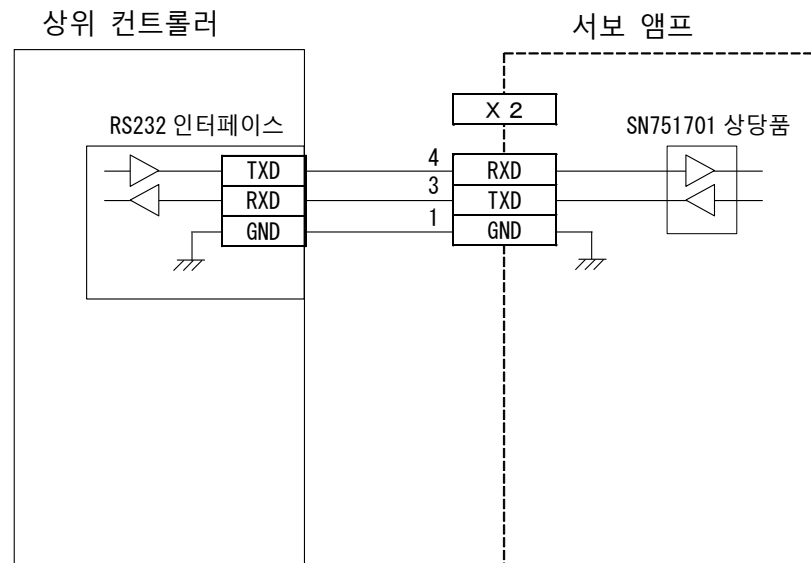 상위 컨트롤러
서보 앰프
X 2
RS232 인터페이스
SN751701 상당품
TXD 4 RXD
RXD 3 TXD
GND 1 GND